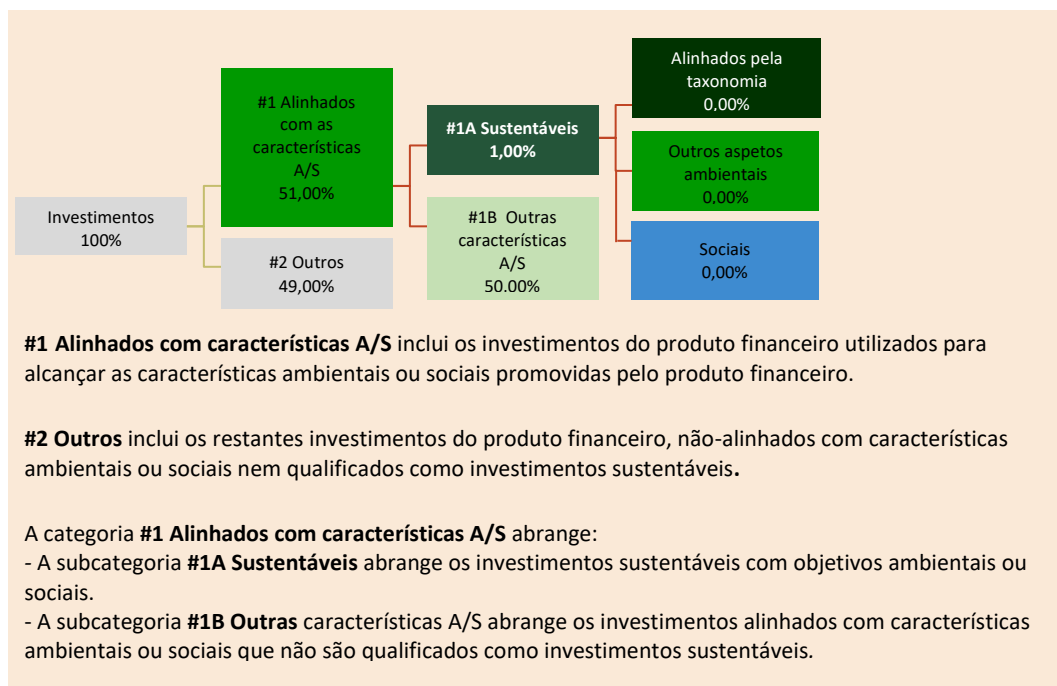 Investimentos
100%
#1 Alinhados
com as
características
A/S
51,00%
#2 Outros
49,00%
#1A Sustentáveis
1,00%
#1B Outras
características
A/S
50.00%
Alinhados pela
taxonomia
0,00%
Outros aspetos
ambientais
0,00%
Sociais
0,00%
#1 Alinhados com características A/S inclui os investimentos do produto financeiro utilizados para
alcançar as características ambientais ou sociais promovidas pelo produto financeiro.
#2 Outros inclui os restantes investimentos do produto financeiro, não-alinhados com características
ambientais ou sociais nem qualificados como investimentos sustentáveis.
A categoria #1 Alinhados com características A/S abrange:
- A subcategoria #1A Sustentáveis abrange os investimentos sustentáveis com objetivos ambientais ou
sociais.
- A subcategoria #1B Outras características A/S abrange os investimentos alinhados com características
ambientais ou sociais que não são qualificados como investimentos sustentáveis.